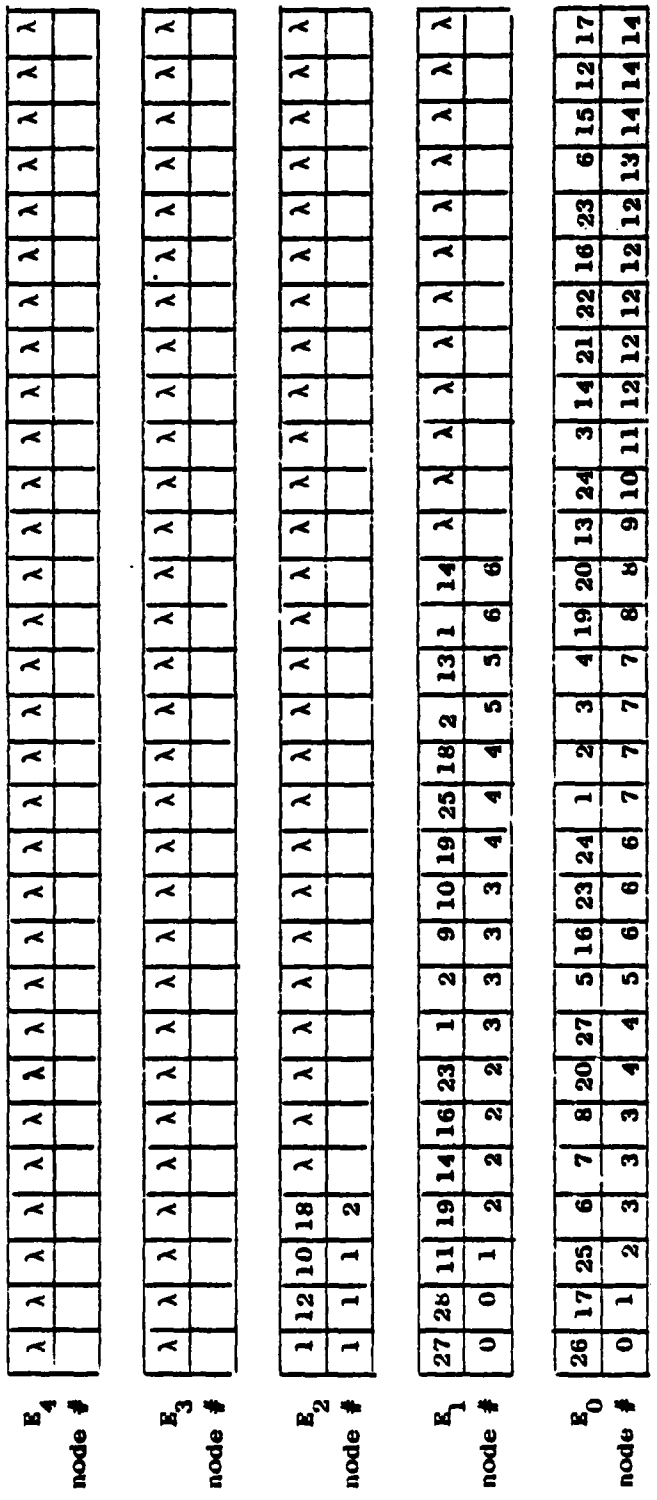 E4 λ λ λ λ λ λ λ λ λ λ λ λ λ λ λ λ λ λ λ λ λ λ λ λ λ λ λ λ λ λ
node #
E3 λ λ λ λ λ λ λ λ λ λ λ λ λ λ λ λ λ λ λ λ λ λ λ λ λ λ λ λ λ λ
node #
E2 1 12 10 18 λ λ λ λ λ λ λ λ λ λ λ λ λ λ λ λ λ λ λ λ λ λ λ λ λ λ
node # 1 1 1 2
E1 27 28 11 19 14 16 23 1 2 9 10 19 25 18 2 13 1 14 λ λ λ λ λ λ λ λ λ λ λ λ
node # 0 0 1 2 2 2 2 3 3 3 3 4 4 4 5 5 6 6
E0 26 17 25 6 7 8 20 27 5 16 23 24 1 2 3 4 19 20 13 24 3 14 21 22 16 23 6 15 12 17
node # 0 1 2 3 3 3 4 4 5 6 6 6 7 7 7 7 8 8 9 10 11 12 12 12 12 12 13 14 14 14